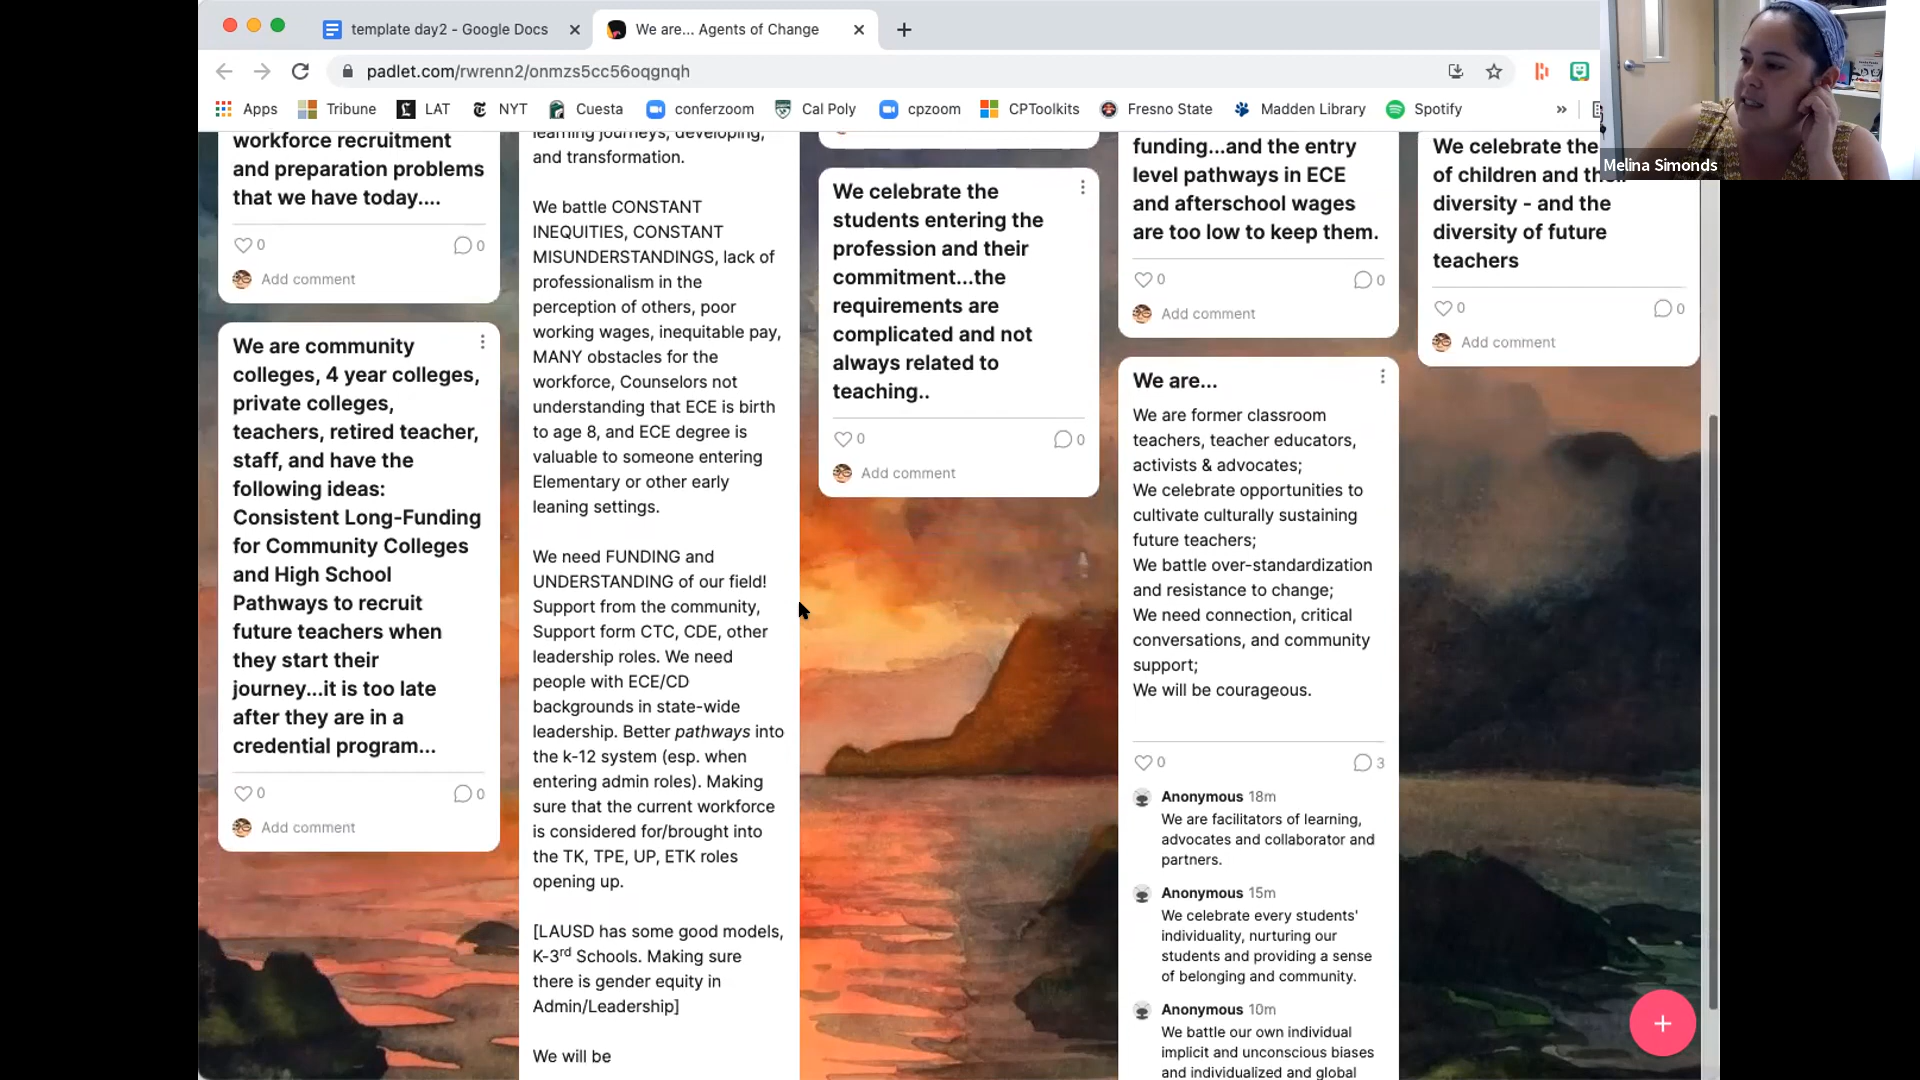 template day2 - Google Docs
We are... Agents of Change
padlet.com/rwrenn2/onmzs5cc56oqgnqh
Apps
Tribune
LAT
NYT
Cuesta
conferzoom
Cal Poly
cpzoom
CPToolkits
Fresno State
Madden Library
Spotify
»
Melina Simonds
workforce recruitment
and preparation problems
that we have today....
0
0
Add comment
We are community
colleges, 4 year colleges,
private colleges,
teachers, retired teacher,
staff, and have the
following ideas:
Consistent Long-Funding
for Community Colleges
and High School
Pathways to recruit
future teachers when
they start their
journey...it is too late
after they are in a
credential program...
0
0
Add comment
learning journeys, developing,
and transformation.
We battle CONSTANT
INEQUITIES, CONSTANT
MISUNDERSTANDINGS, lack of
professionalism in the
perception of others, poor
working wages, inequitable pay,
MANY obstacles for the
workforce, Counselors not
understanding that ECE is birth
to age 8, and ECE degree is
valuable to someone entering
Elementary or other early
leaning settings.
We need FUNDING and
UNDERSTANDING of our field!
Support from the community,
Support form CTC, CDE, other
leadership roles. We need
people with ECE/CD
backgrounds in state-wide
leadership. Better pathways into
the k-12 system (esp. when
entering admin roles). Making
sure that the current workforce
is considered for/brought into
the TK, TPE, UP, ETK roles
opening up.
[LAUSD has some good models,
K-3rd Schools. Making sure
there is gender equity in
Admin/Leadership]
We will be
We celebrate the
students entering the
profession and their
commitment...the
requirements are
complicated and not
always related to
teaching..
0
0
Add comment
funding...and the entry
level pathways in ECE
and afterschool wages
are too low to keep them.
0
0
Add comment
We are...
We are former classroom
teachers, teacher educators,
activists & advocates;
We celebrate opportunities to
cultivate culturally sustaining
future teachers;
We battle over-standardization
and resistance to change;
We need connection, critical
conversations, and community
support;
We will be courageous.
0
3
Anonymous 18m
We are facilitators of learning,
advocates and collaborator and
partners.
Anonymous 15m
We celebrate every students'
individuality, nurturing our
students and providing a sense
of belonging and community.
Anonymous 10m
We battle our own individual
implicit and unconscious biases
and individualized and global
We celebrate the
of children and
diversity - and the
diversity of future
teachers
0
0
Add comment